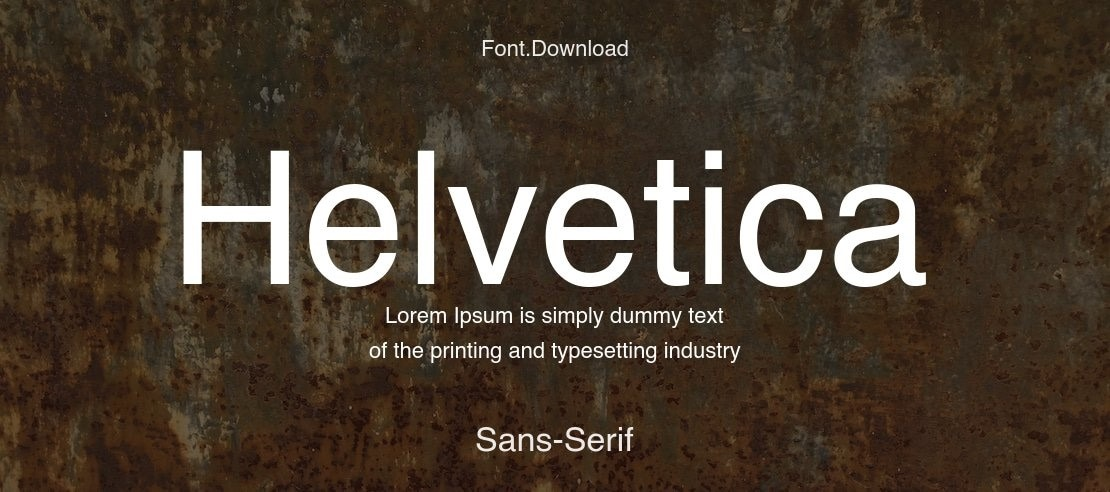 Font.Download
Helvetica
Lorem Ipsum is simply dummy text
of the printing and typesetting industry
Sans-Serif